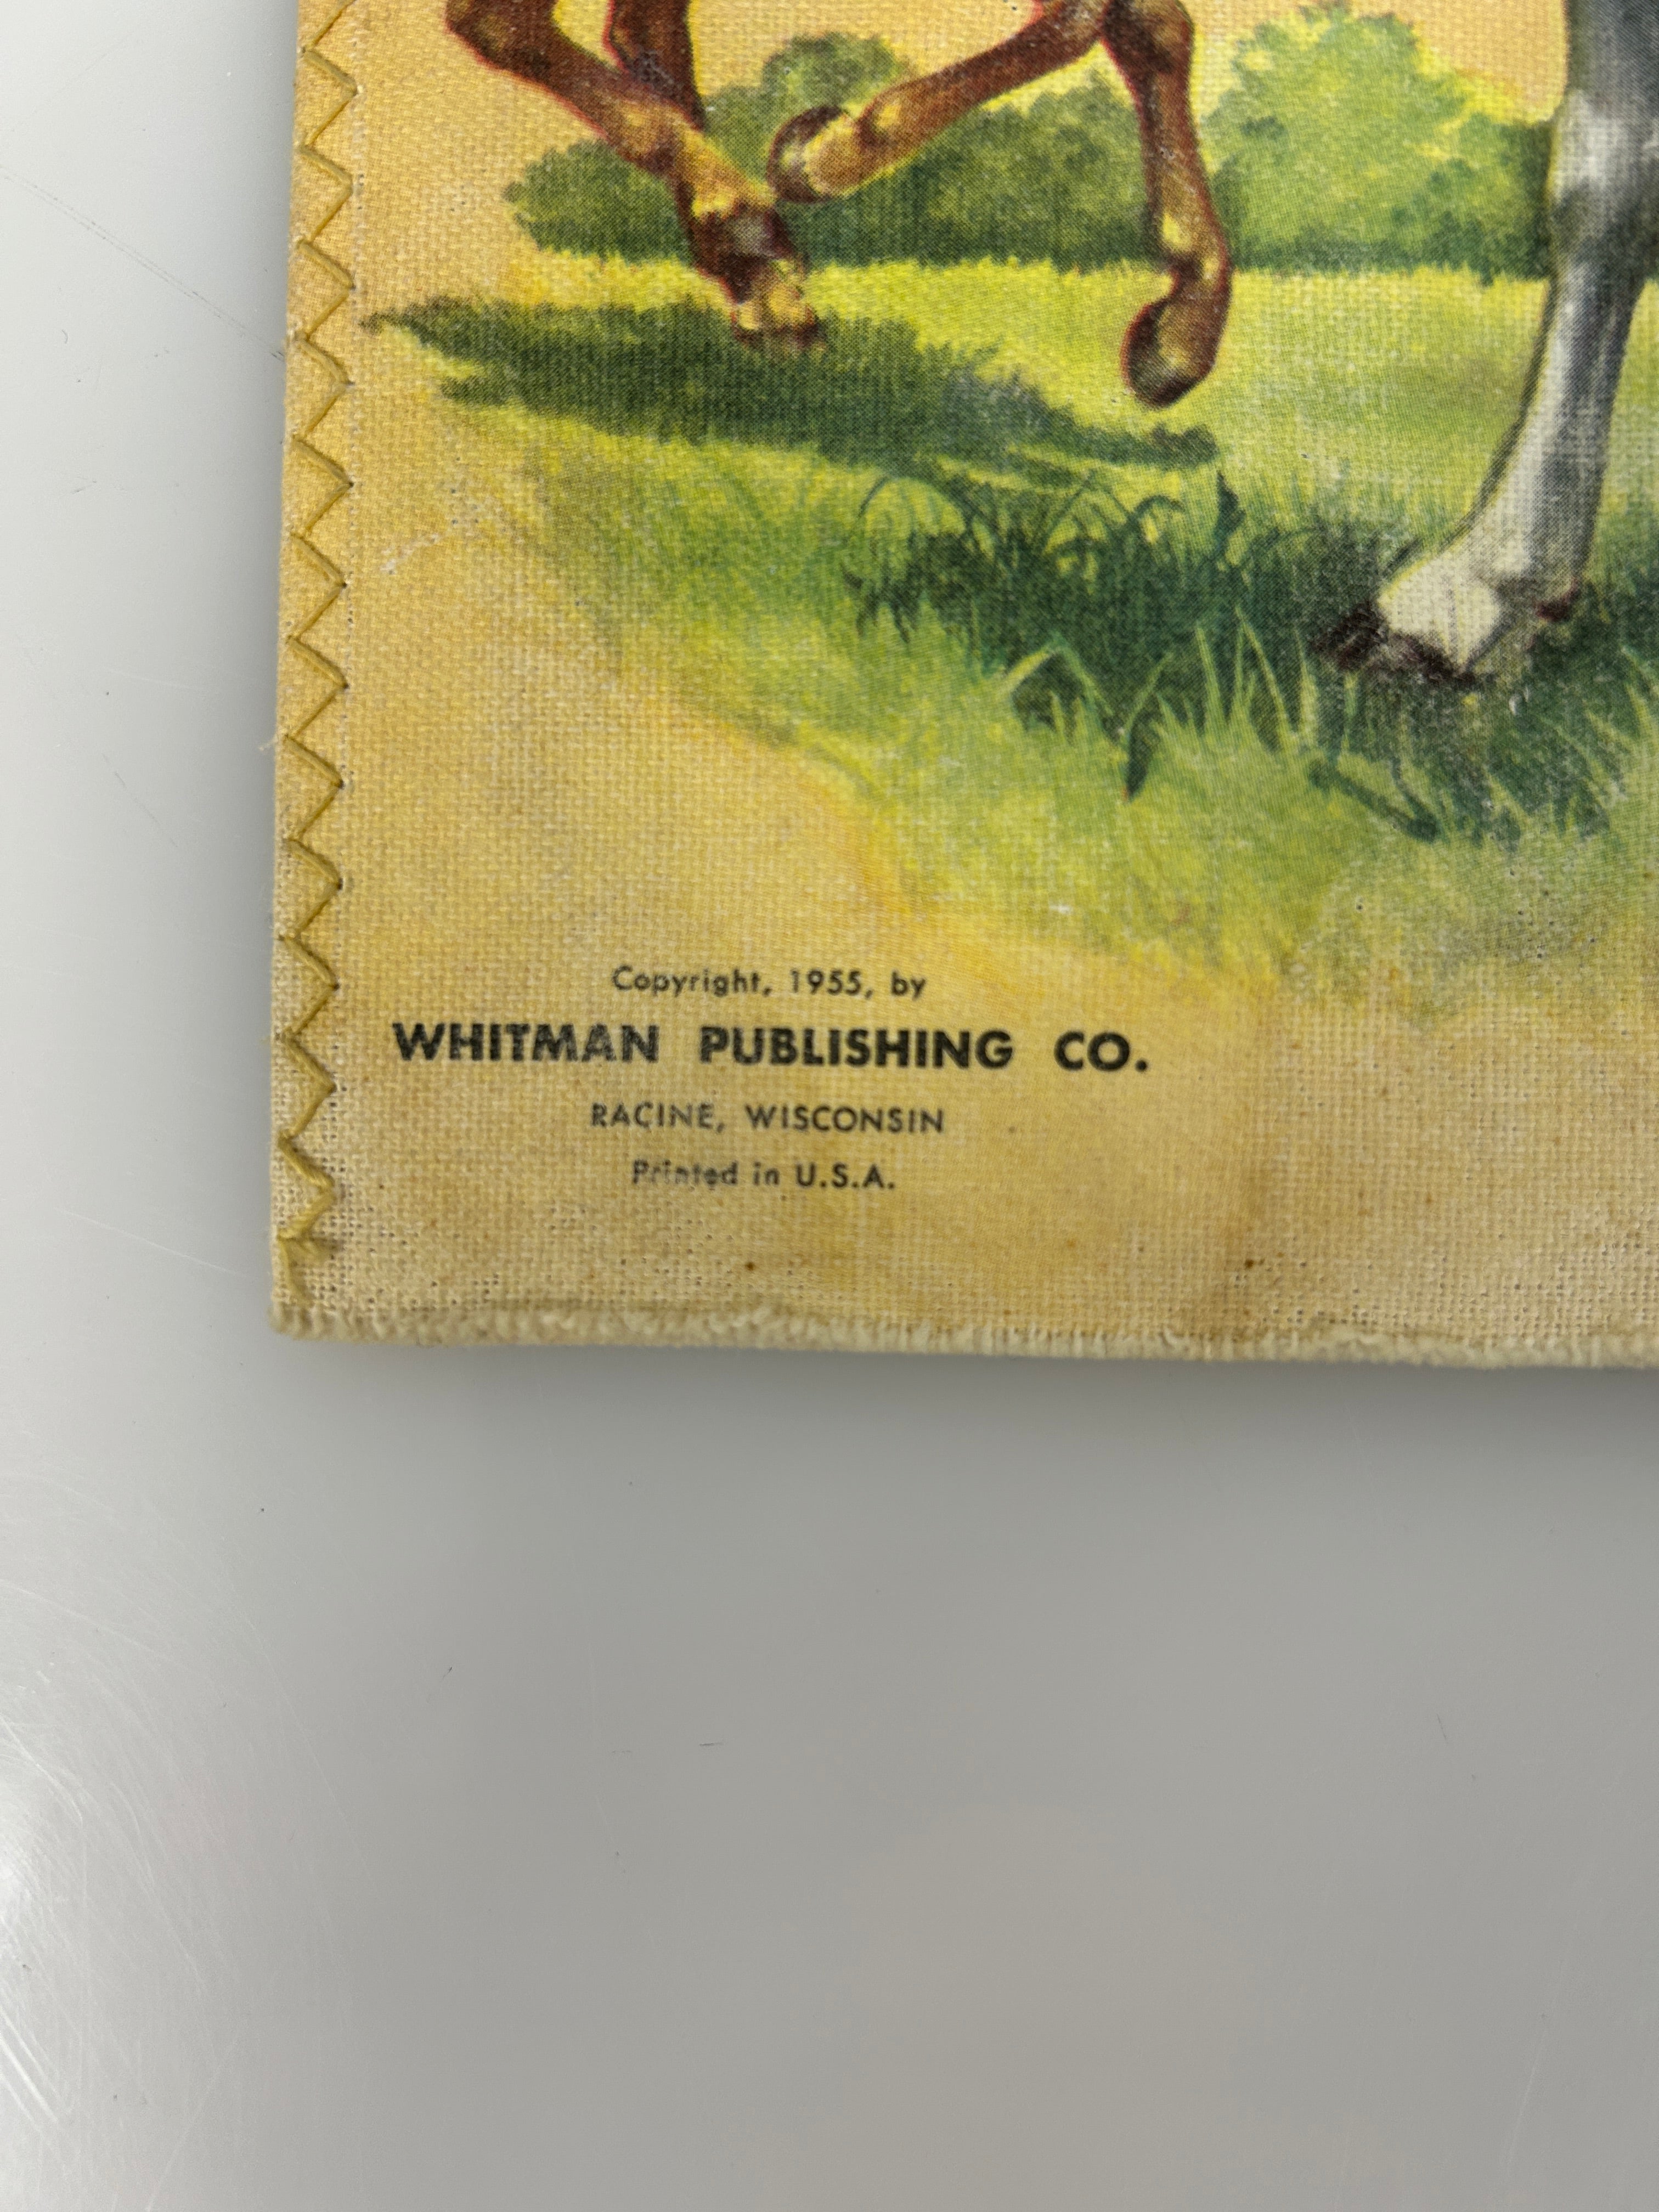 Copyright, 1955, by
WHITMAN PUBLISHING CO.
RACINE, WISCONSIN
Printed in U.S.A.